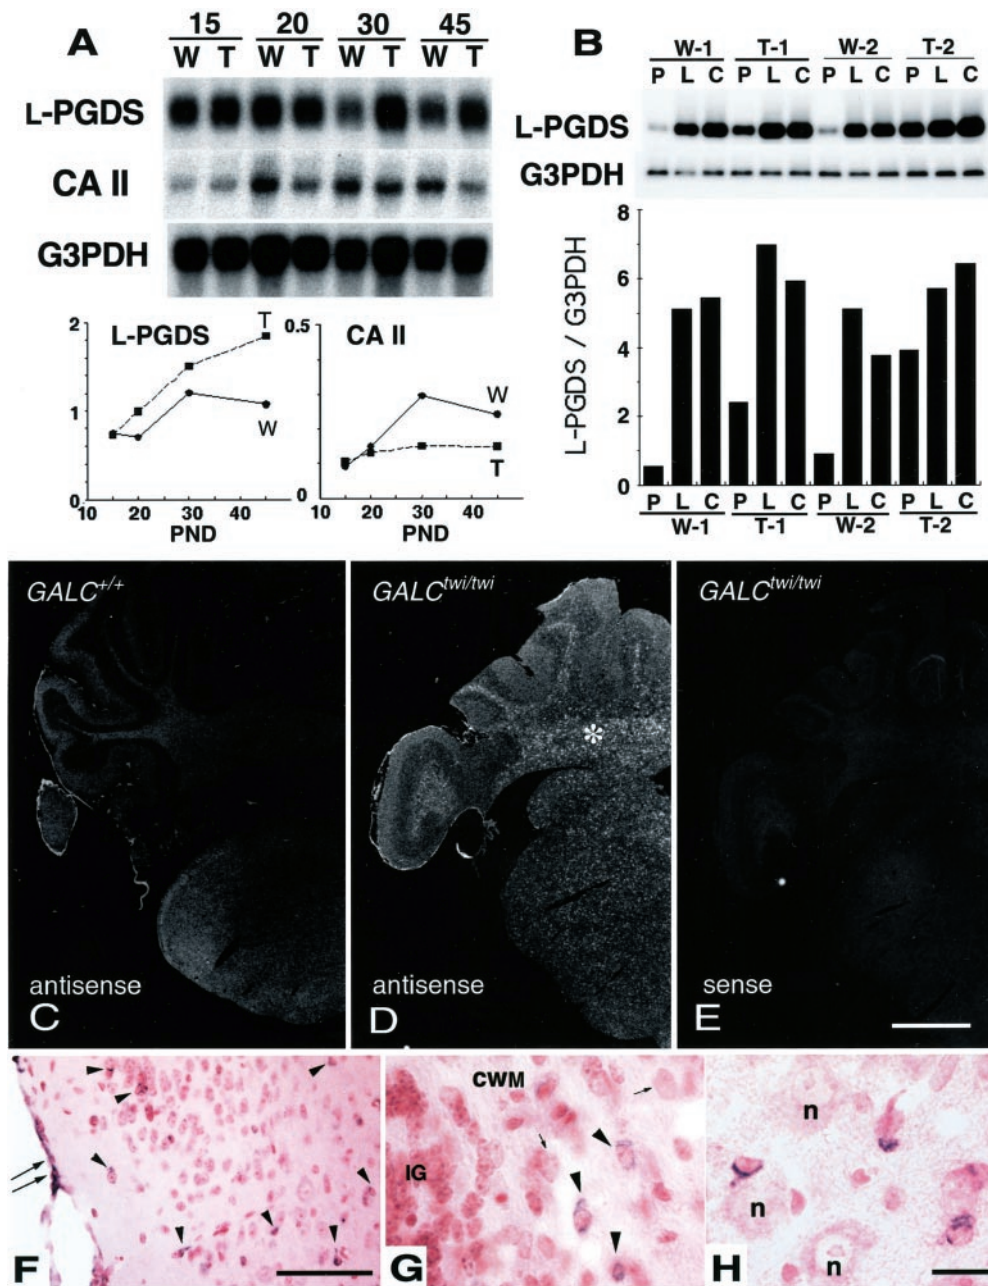 A
15 20 30 45
W T W T W T W T
L-PGDS
CA II
G3PDH
2
1
0
L-PGDS
T
W
10 20 30 40
PND
0.5
0
CA II
W
T
10 20 30 40
PND
B
W-1 T-1 W-2 T-2
P L C P L C P L C P L C
L-PGDS
G3PDH
L-PGDS / G3PDH
8
6
4
2
0
P L C P L C P L C P L C
W-1 T-1 W-2 T-2
GALC+/+
antisense
C
GALCtwi/twi
*
antisense
D
GALCtwi/twi
sense
E
F
CWM
IG
G
n
n
n
H